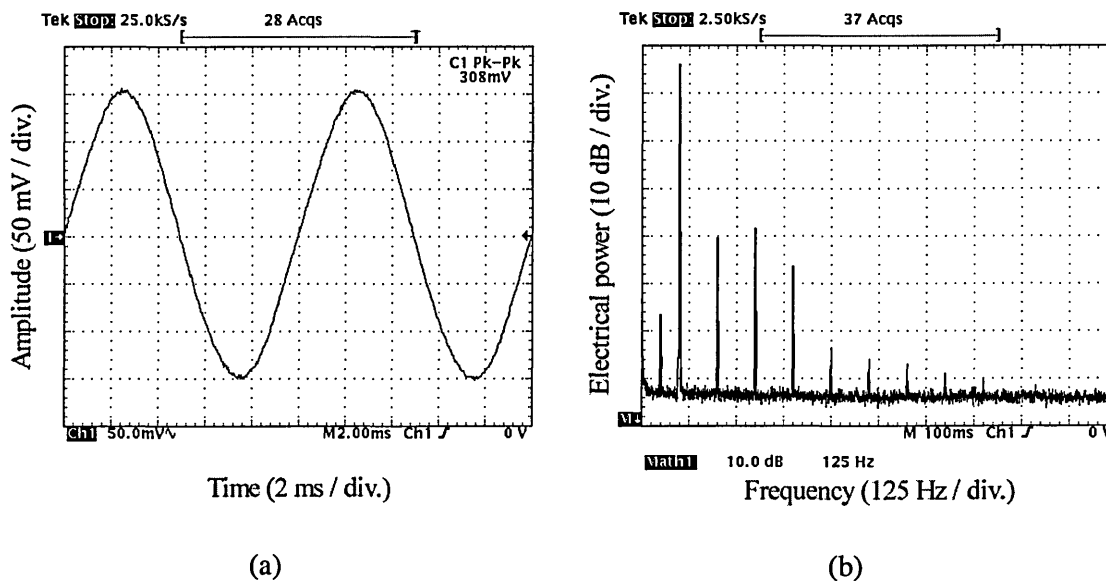 Tek Stop: 25.0kS/s 28 Acqs
C1 Pk-Pk
308mV
Amplitude (50 mV / div.)
1→
Ch1 50.0mV∿ M2.00ms Ch1 ∫ 0 V
Time (2 ms / div.)
(a)
Tek Stop: 2.50kS/s 37 Acqs
Electrical power (10 dB / div.)
M 100ms Ch1 ∫ 0 V
Math1 10.0 dB 125 Hz
Frequency (125 Hz / div.)
(b)